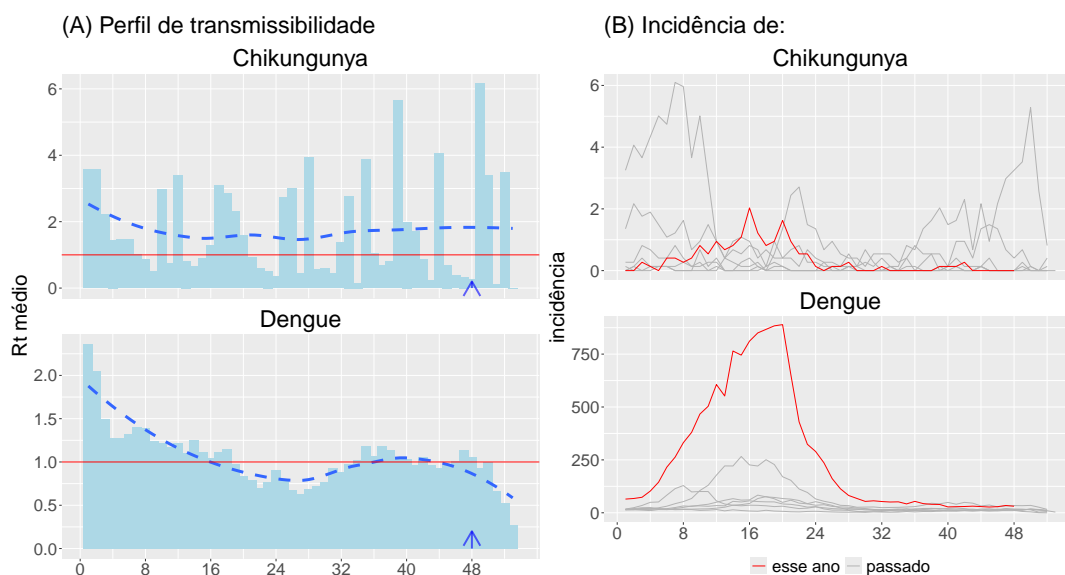 (A) Perfil de transmissibilidade
Chikungunya
6
4
2
0
Dengue
2.0
1.5
1.0
0.5
0.0
0 8 16 24 32 40 48
Rt médio
(B) Incidência de:
Chikungunya
6
4
2
0
Dengue
750
500
250
0
0 8 16 24 32 40 48
incidência
esse ano passado